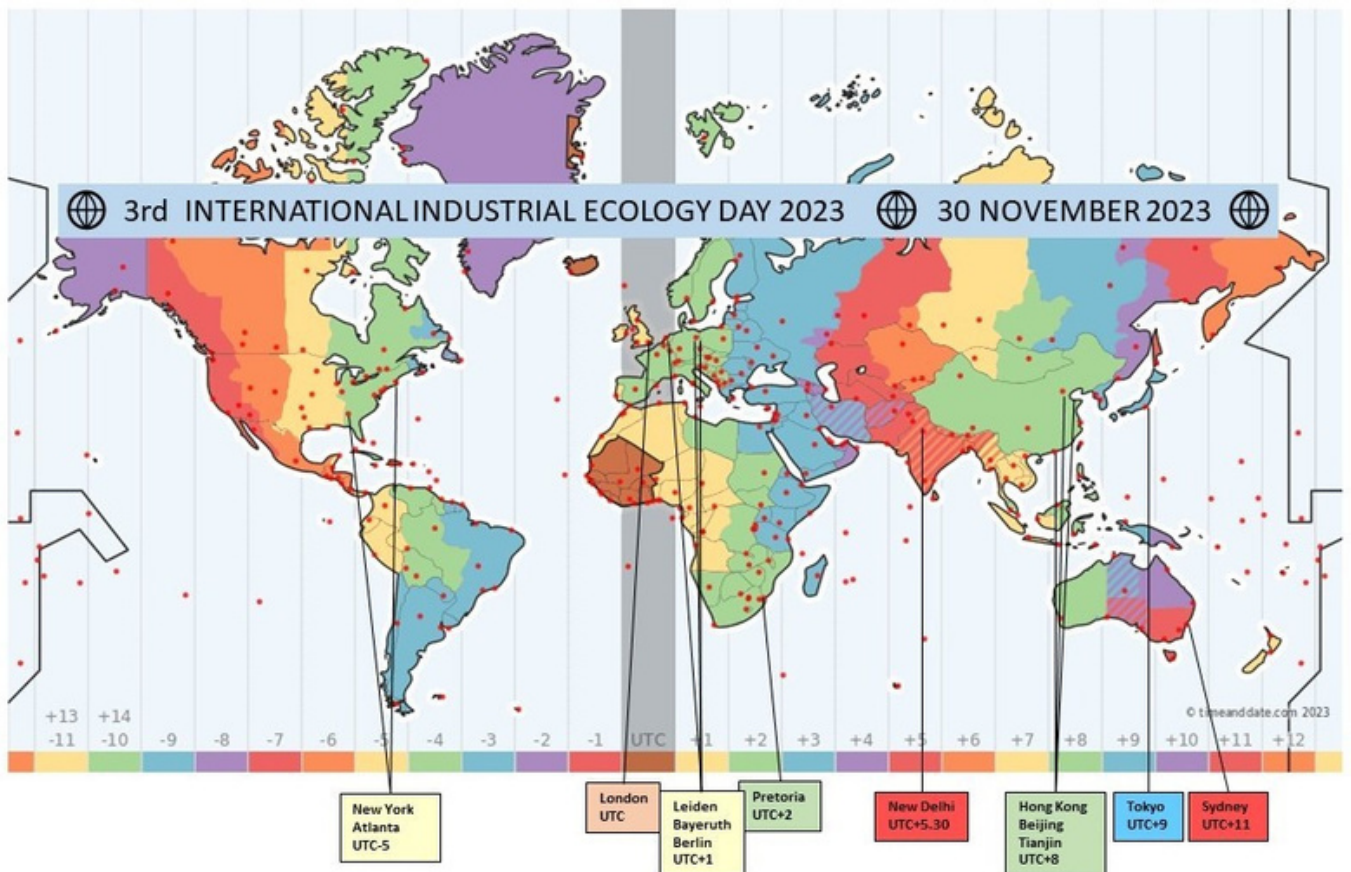 3rd INTERNATIONAL INDUSTRIAL ECOLOGY DAY 2023 30 NOVEMBER 2023
© timeanddate.com 2023
+13 +14
-11 -10 -9 -8 -7 -6 -5 -4 -3 -2 -1 UTC +1 +2 +3 +4 +5 +6 +7 +8 +9 +10 +11 +12
New York
Atlanta
UTC-5
London
UTC
Leiden
Bayeruth
Berlin
UTC+1
Pretoria
UTC+2
New Delhi
UTC+5.30
Hong Kong
Beijing
Tianjin
UTC+8
Tokyo
UTC+9
Sydney
UTC+11